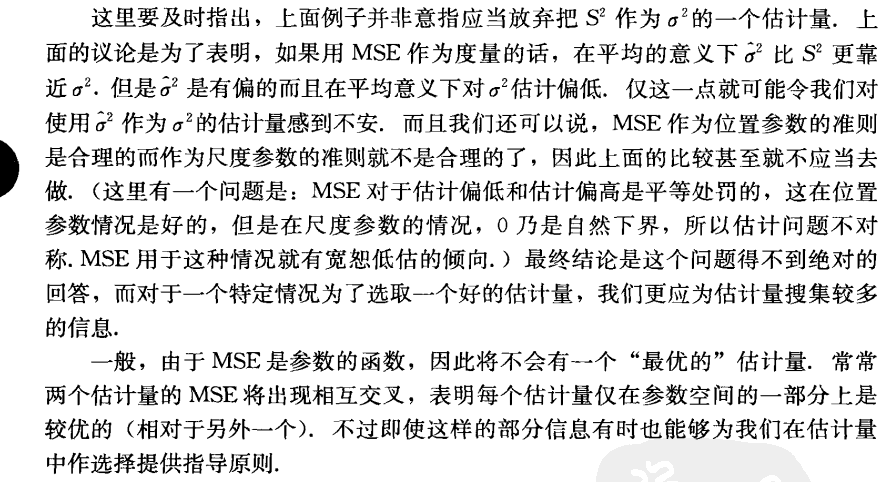 这里要及时指出，上面例子并非意指应当放弃把 S² 作为 σ²的一个估计量．上
面的议论是为了表明，如果用 MSE 作为度量的话，在平均的意义下 σ̂² 比 S² 更靠
近 σ²．但是 σ̂² 是有偏的而且在平均意义下对 σ²估计偏低．仅这一点就可能令我们对
使用 σ̂² 作为 σ²的估计量感到不安．而且我们还可以说，MSE 作为位置参数的准则
是合理的而作为尺度参数的准则就不是合理的了，因此上面的比较甚至就不应当去
做．（这里有一个问题是：MSE 对于估计偏低和估计偏高是平等处罚的，这在位置
参数情况是好的，但是在尺度参数的情况，0 乃是自然下界，所以估计问题不对
称．MSE 用于这种情况就有宽恕低估的倾向．）最终结论是这个问题得不到绝对的
回答，而对于一个特定情况为了选取一个好的估计量，我们更应为估计量搜集较多
的信息．
一般，由于 MSE 是参数的函数，因此将不会有一个“最优的”估计量．常常
两个估计量的 MSE 将出现相互交叉，表明每个估计量仅在参数空间的一部分上是
较优的（相对于另外一个）．不过即使这样的部分信息有时也能够为我们在估计量
中作选择提供指导原则．